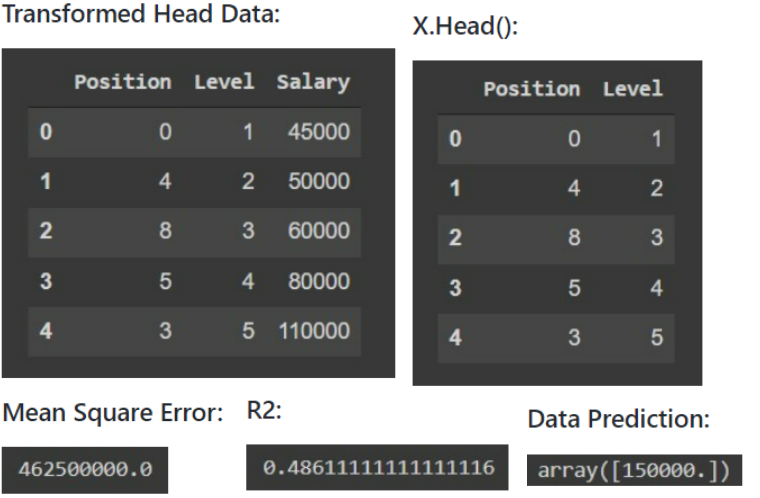 Transformed Head Data:
Position Level Salary
0 0 1 45000
1 4 2 50000
2 8 3 60000
3 5 4 80000
4 3 5 110000
X.Head():
Position Level
0 0 1
1 4 2
2 8 3
3 5 4
4 3 5
Mean Square Error:
462500000.0
R2:
0.48611111111111116
Data Prediction:
array([150000.])